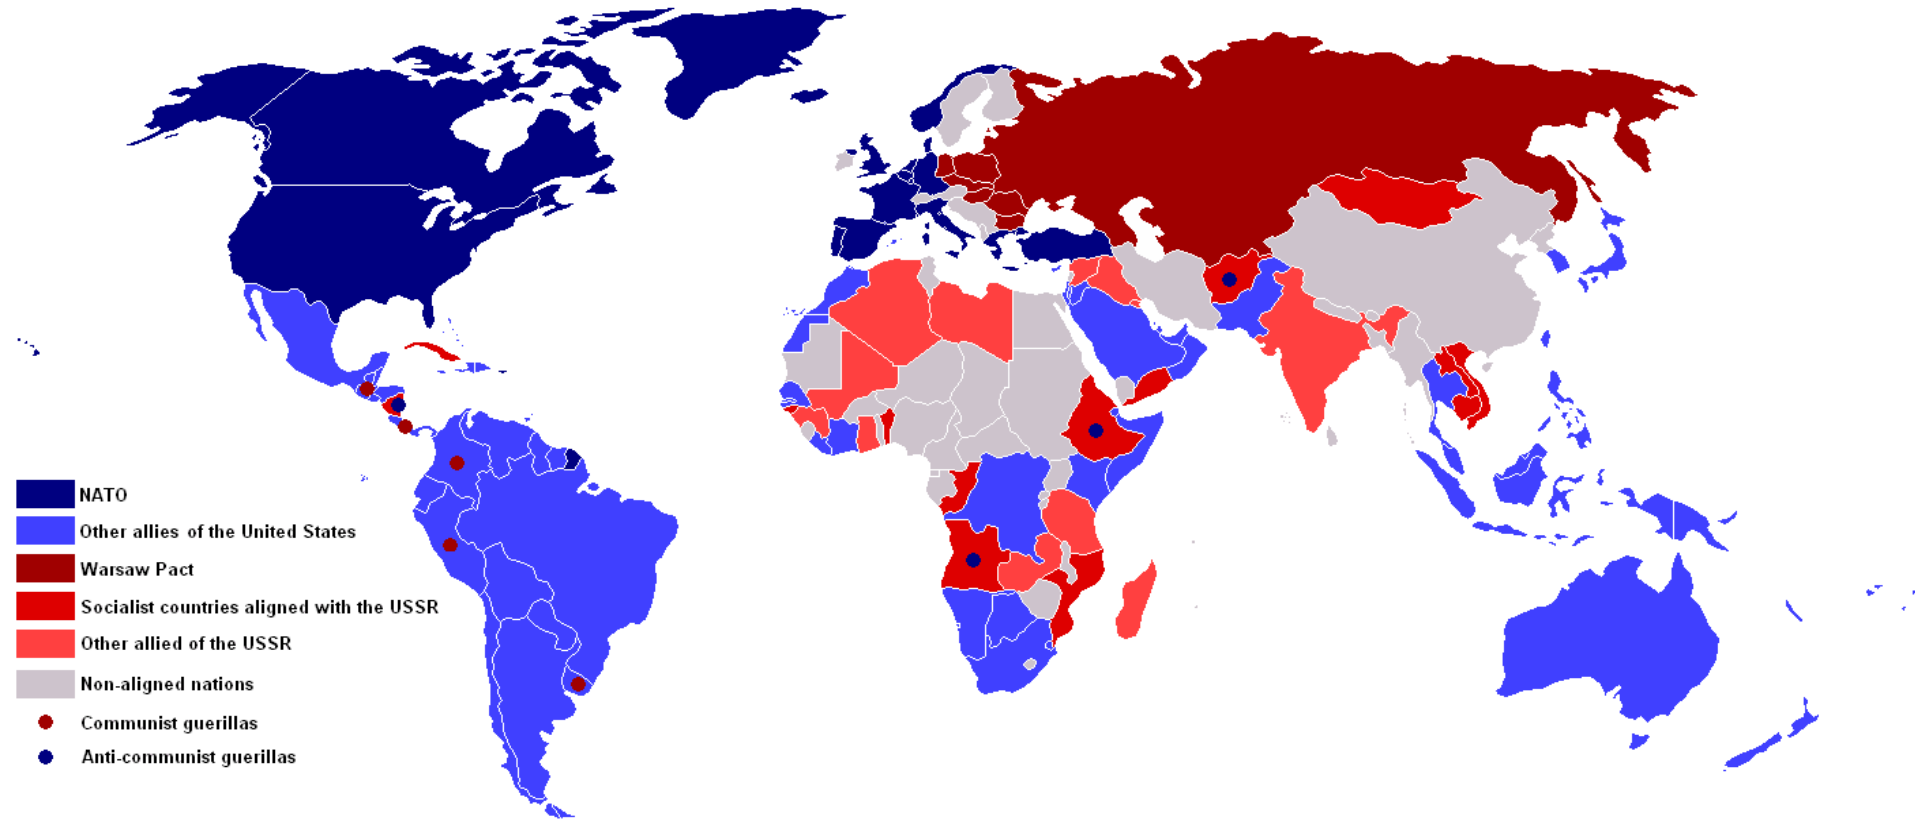 NATO
Other allies of the United States
Warsaw Pact
Socialist countries aligned with the USSR
Other allied of the USSR
Non-aligned nations
Communist guerillas
Anti-communist guerillas